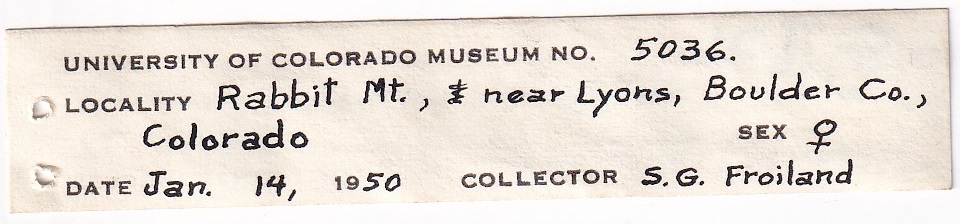 UNIVERSITY OF COLORADO MUSEUM NO. 5036.
LOCALITY Rabbit Mt., near Lyons, Boulder Co.,
Colorado SEX ♀
DATE Jan. 14, 1950 COLLECTOR S.G. Froiland